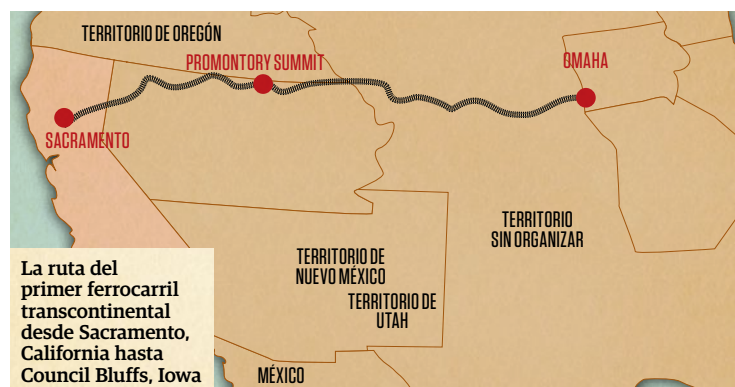 TERRITORIO DE OREGÓN
PROMONTORY SUMMIT
OMAHA
SACRAMENTO
TERRITORIO
SIN ORGANIZAR
TERRITORIO DE
NUEVO MÉXICO
TERRITORIO DE
UTAH
MÉXICO
La ruta del
primer ferrocarril
transcontinental
desde Sacramento,
California hasta
Council Bluffs, Iowa